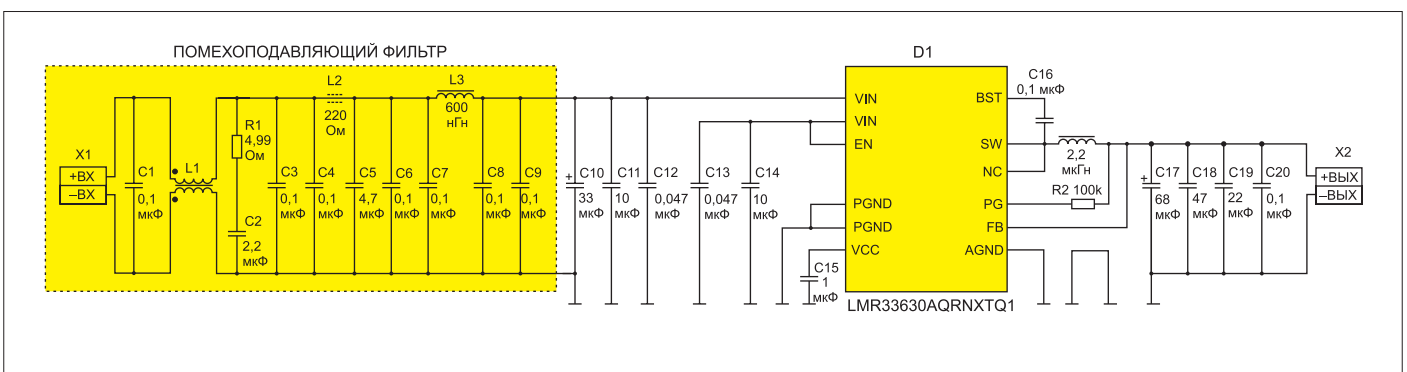 ПОМЕХОПОДАВЛЯЮЩИЙ ФИЛЬТР
X1
+ВХ
–ВХ
C1
0,1
мкФ
L1
R1
4,99
Ом
C2
2,2
мкФ
C3
0,1
мкФ
L2
220
Ом
C4
0,1
мкФ
C5
4,7
мкФ
C6
0,1
мкФ
C7
0,1
мкФ
L3
600
нГн
C8
0,1
мкФ
C9
0,1
мкФ
+
C10
33
мкФ
C11
10
мкФ
C12
0,047
мкФ
C13
0,047
мкФ
C14
10
мкФ
C15
1
мкФ
D1
VIN
VIN
EN
PGND
PGND
VCC
BST
SW
NC
PG
FB
AGND
LMR33630AQRNXTQ1
C16
0,1 мкФ
2,2
мкГн
R2 100k
+
C17
68
мкФ
C18
47
мкФ
C19
22
мкФ
C20
0,1
мкФ
X2
+ВЫХ
–ВЫХ